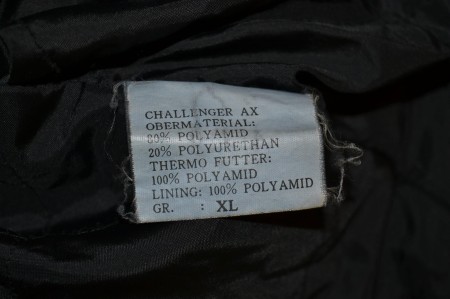 CHALLENGER AX
OBERMATERIAL:
80% POLYAMID
20% POLYURETHAN
THERMO FUTTER:
100% POLYAMID
LINING: 100% POLYAMID
GR. : XL